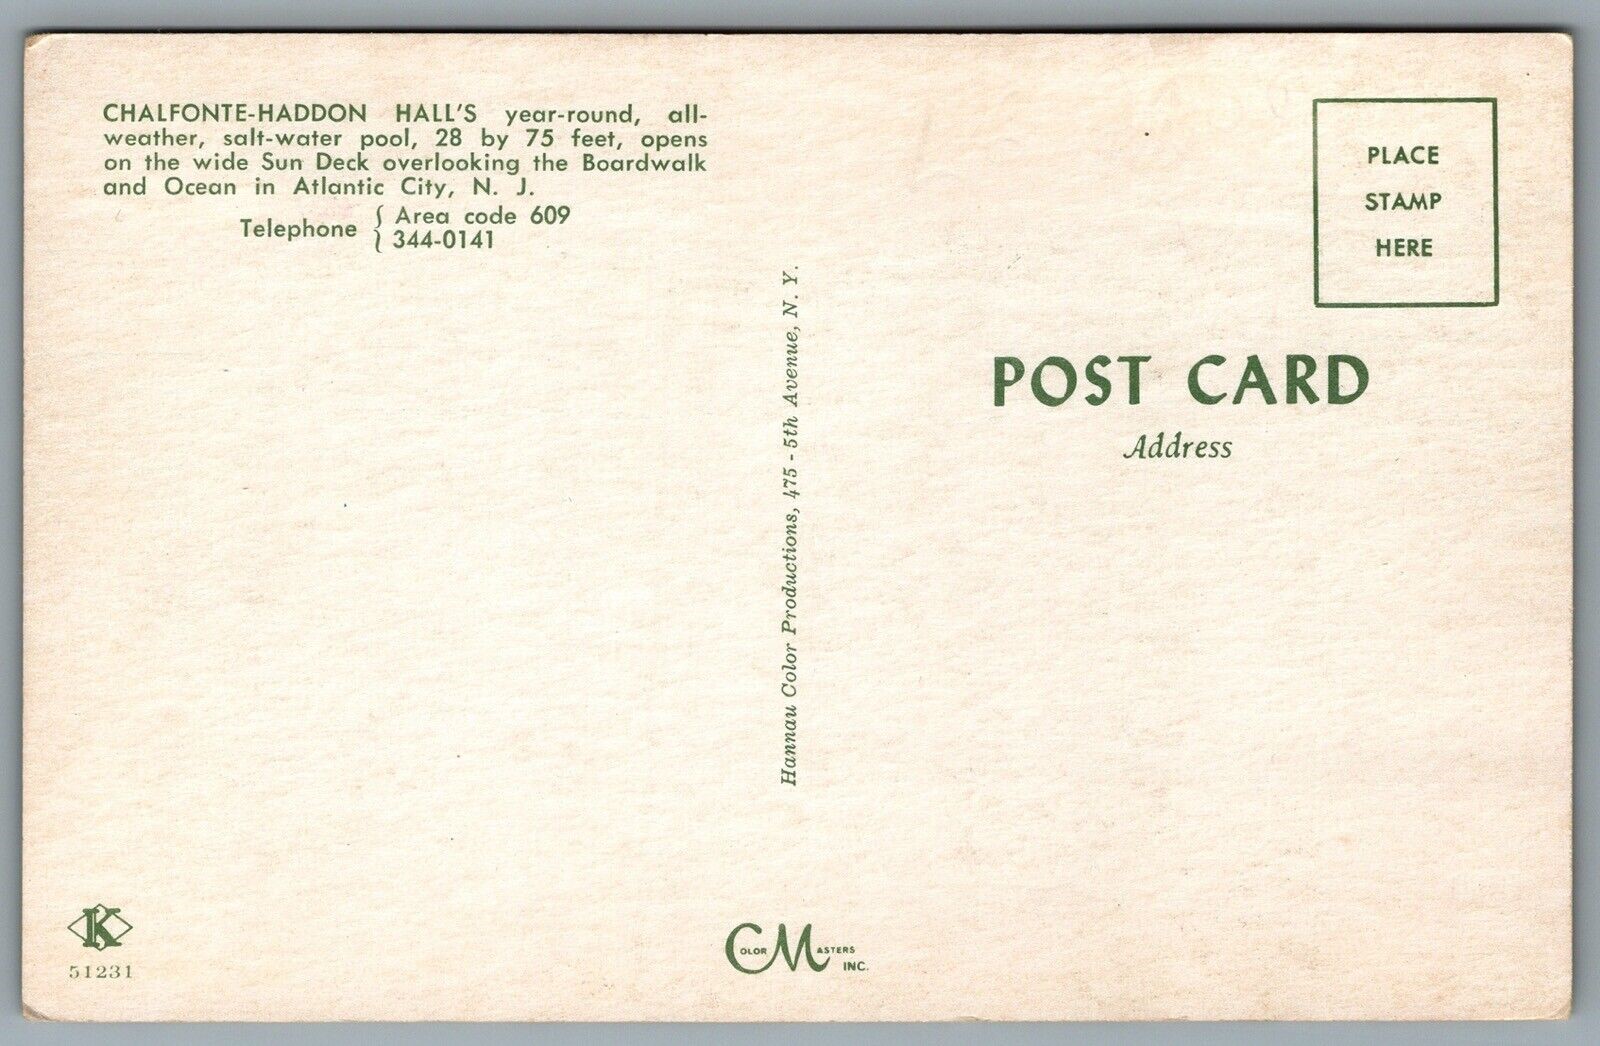 CHALFONTE-HADDON HALL'S year-round, all-
weather, salt-water pool, 28 by 75 feet, opens
on the wide Sun Deck overlooking the Boardwalk
and Ocean in Atlantic City, N. J.
Telephone { Area code 609
344-0141
Hannau Color Productions, 475 - 5th Avenue, N. Y.
PLACE
STAMP
HERE
POST CARD
Address
K
51231
COLOR MASTERS
INC.